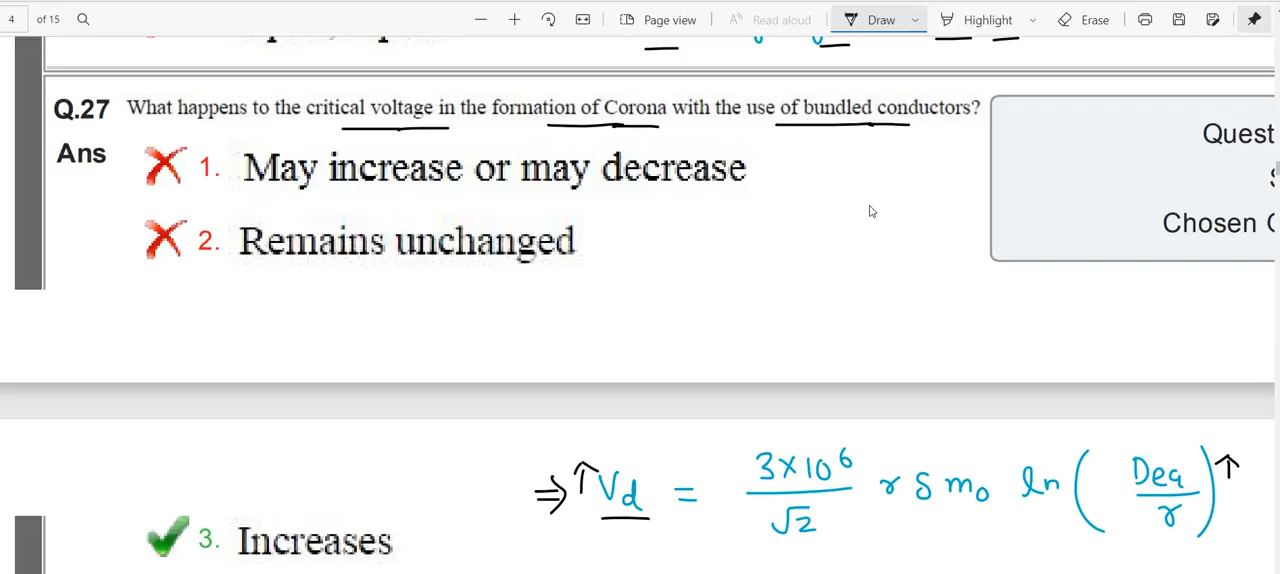 4 of 15 Page view Read aloud Draw Highlight Erase
Q.27 What happens to the critical voltage in the formation of Corona with the use of bundled conductors?
Quest
Ans 1. May increase or may decrease
Chosen
2. Remains unchanged
⇒ ↑ Vd = 3×10⁶/√2 r δ m₀ ln (Deq/r) ↑
3. Increases